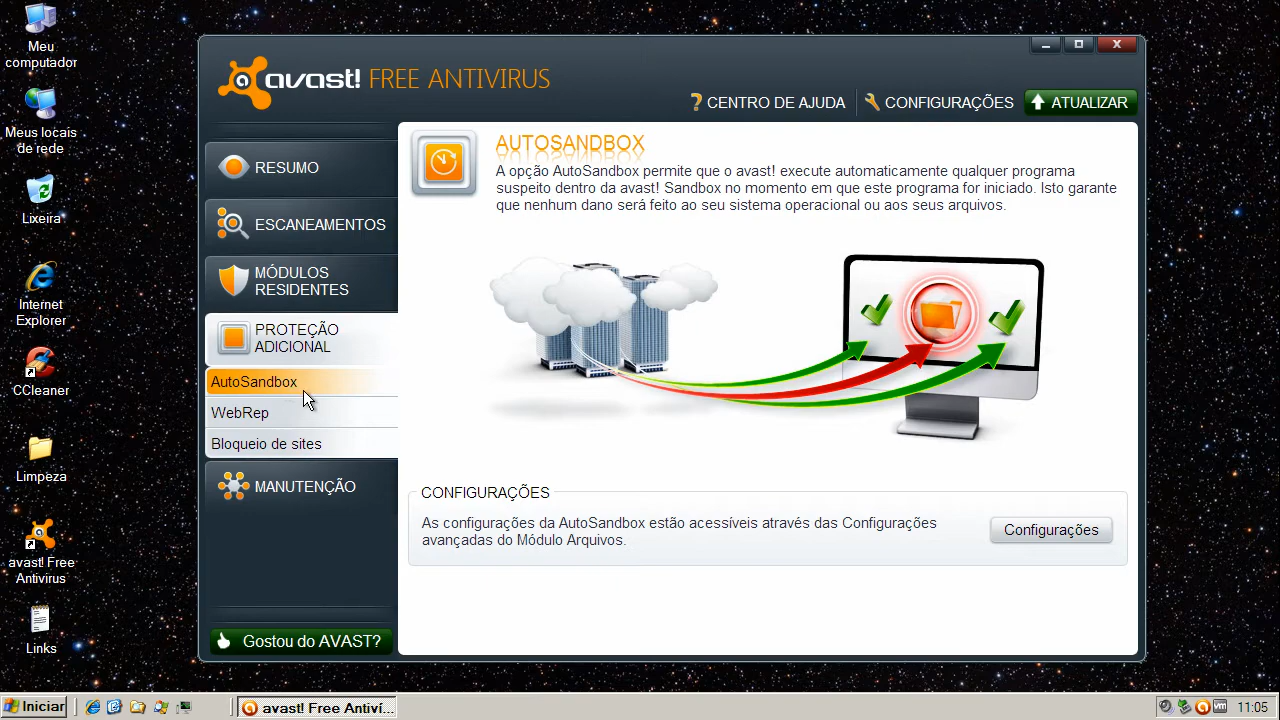 Meu
computador
Meus locais
de rede
Lixeira
Internet
Explorer
CCleaner
Limpeza
avast! Free
Antivirus
Links
avast! FREE ANTIVIRUS
CENTRO DE AJUDA
CONFIGURAÇÕES
ATUALIZAR
RESUMO
ESCANEAMENTOS
MÓDULOS
RESIDENTES
PROTEÇÃO
ADICIONAL
AutoSandbox
WebRep
Bloqueio de sites
MANUTENÇÃO
Gostou do AVAST?
AUTOSANDBOX
A opção AutoSandbox permite que o avast! execute automaticamente qualquer programa
suspeito dentro da avast! Sandbox no momento em que este programa for iniciado. Isto garante
que nenhum dano será feito ao seu sistema operacional ou aos seus arquivos.
CONFIGURAÇÕES
As configurações da AutoSandbox estão acessíveis através das Configurações
avançadas do Módulo Arquivos.
Configurações
Iniciar
avast! Free Antiví...
vm
11:05